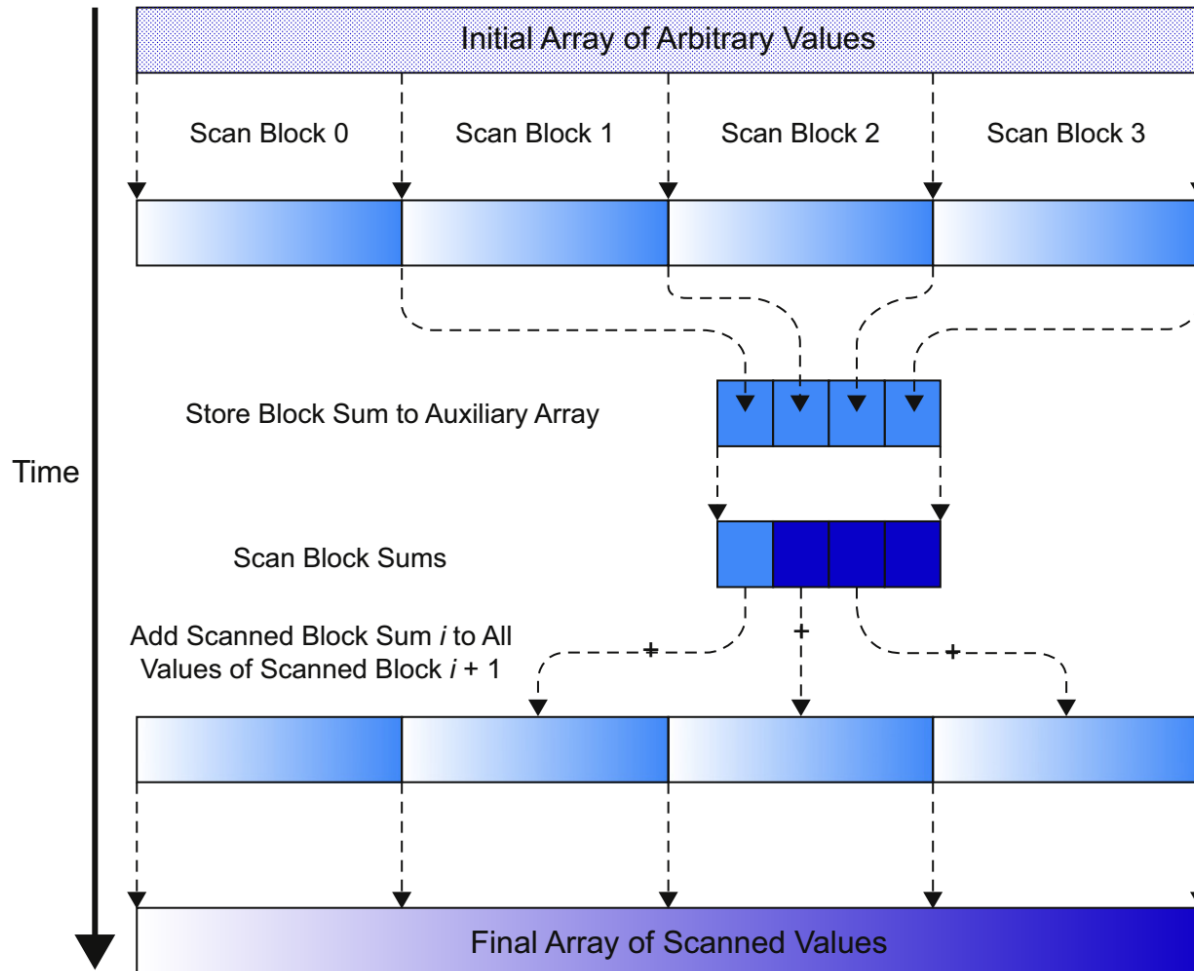 Initial Array of Arbitrary Values
Scan Block 0
Scan Block 1
Scan Block 2
Scan Block 3
Store Block Sum to Auxiliary Array
Time
Scan Block Sums
+
Add Scanned Block Sum i to All
Values of Scanned Block i + 1
+
+
Final Array of Scanned Values